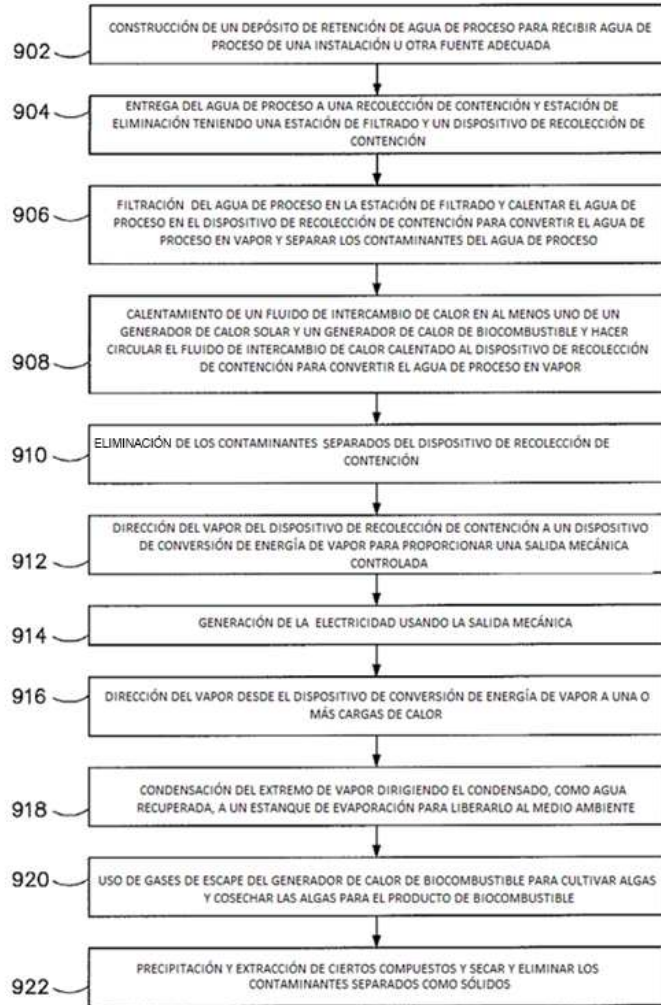 902
CONSTRUCCIÓN DE UN DEPÓSITO DE RETENCIÓN DE AGUA DE PROCESO PARA RECIBIR AGUA DE
PROCESO DE UNA INSTALACIÓN U OTRA FUENTE ADECUADA
904
ENTREGA DEL AGUA DE PROCESO A UNA RECOLECCIÓN DE CONTENCIÓN Y ESTACIÓN DE
ELIMINACIÓN TENIENDO UNA ESTACIÓN DE FILTRADO Y UN DISPOSITIVO DE RECOLECCIÓN DE
CONTENCIÓN
906
FILTRACIÓN DEL AGUA DE PROCESO EN LA ESTACIÓN DE FILTRADO Y CALENTAR EL AGUA DE
PROCESO EN EL DISPOSITIVO DE RECOLECCIÓN DE CONTENCIÓN PARA CONVERTIR EL AGUA DE
PROCESO EN VAPOR Y SEPARAR LOS CONTAMINANTES DEL AGUA DE PROCESO
908
CALENTAMIENTO DE UN FLUIDO DE INTERCAMBIO DE CALOR EN AL MENOS UNO DE UN
GENERADOR DE CALOR SOLAR Y UN GENERADOR DE CALOR DE BIOCOMBUSTIBLE Y HACER
CIRCULAR EL FLUIDO DE INTERCAMBIO DE CALOR CALENTADO AL DISPOSITIVO DE RECOLECCIÓN
DE CONTENCIÓN PARA CONVERTIR EL AGUA DE PROCESO EN VAPOR
910
ELIMINACIÓN DE LOS CONTAMINANTES SEPARADOS DEL DISPOSITIVO DE RECOLECCIÓN DE
CONTENCIÓN
912
DIRECCIÓN DEL VAPOR DEL DISPOSITIVO DE RECOLECCIÓN DE CONTENCIÓN A UN DISPOSITIVO
DE CONVERSIÓN DE ENERGÍA DE VAPOR PARA PROPORCIONAR UNA SALIDA MECÁNICA
CONTROLADA
914
GENERACIÓN DE LA ELECTRICIDAD USANDO LA SALIDA MECÁNICA
916
DIRECCIÓN DEL VAPOR DESDE EL DISPOSITIVO DE CONVERSIÓN DE ENERGÍA DE VAPOR A UNA O
MÁS CARGAS DE CALOR
918
CONDENSACIÓN DEL EXTREMO DE VAPOR DIRIGIENDO EL CONDENSADO, COMO AGUA
RECUPERADA, A UN ESTANQUE DE EVAPORACIÓN PARA LIBERARLO AL MEDIO AMBIENTE
920
USO DE GASES DE ESCAPE DEL GENERADOR DE CALOR DE BIOCOMBUSTIBLE PARA CULTIVAR ALGAS
Y COSECHAR LAS ALGAS PARA EL PRODUCTO DE BIOCOMBUSTIBLE
922
PRECIPITACIÓN Y EXTRACCIÓN DE CIERTOS COMPUESTOS Y SECAR Y ELIMINAR LOS
CONTAMINANTES SEPARADOS COMO SÓLIDOS